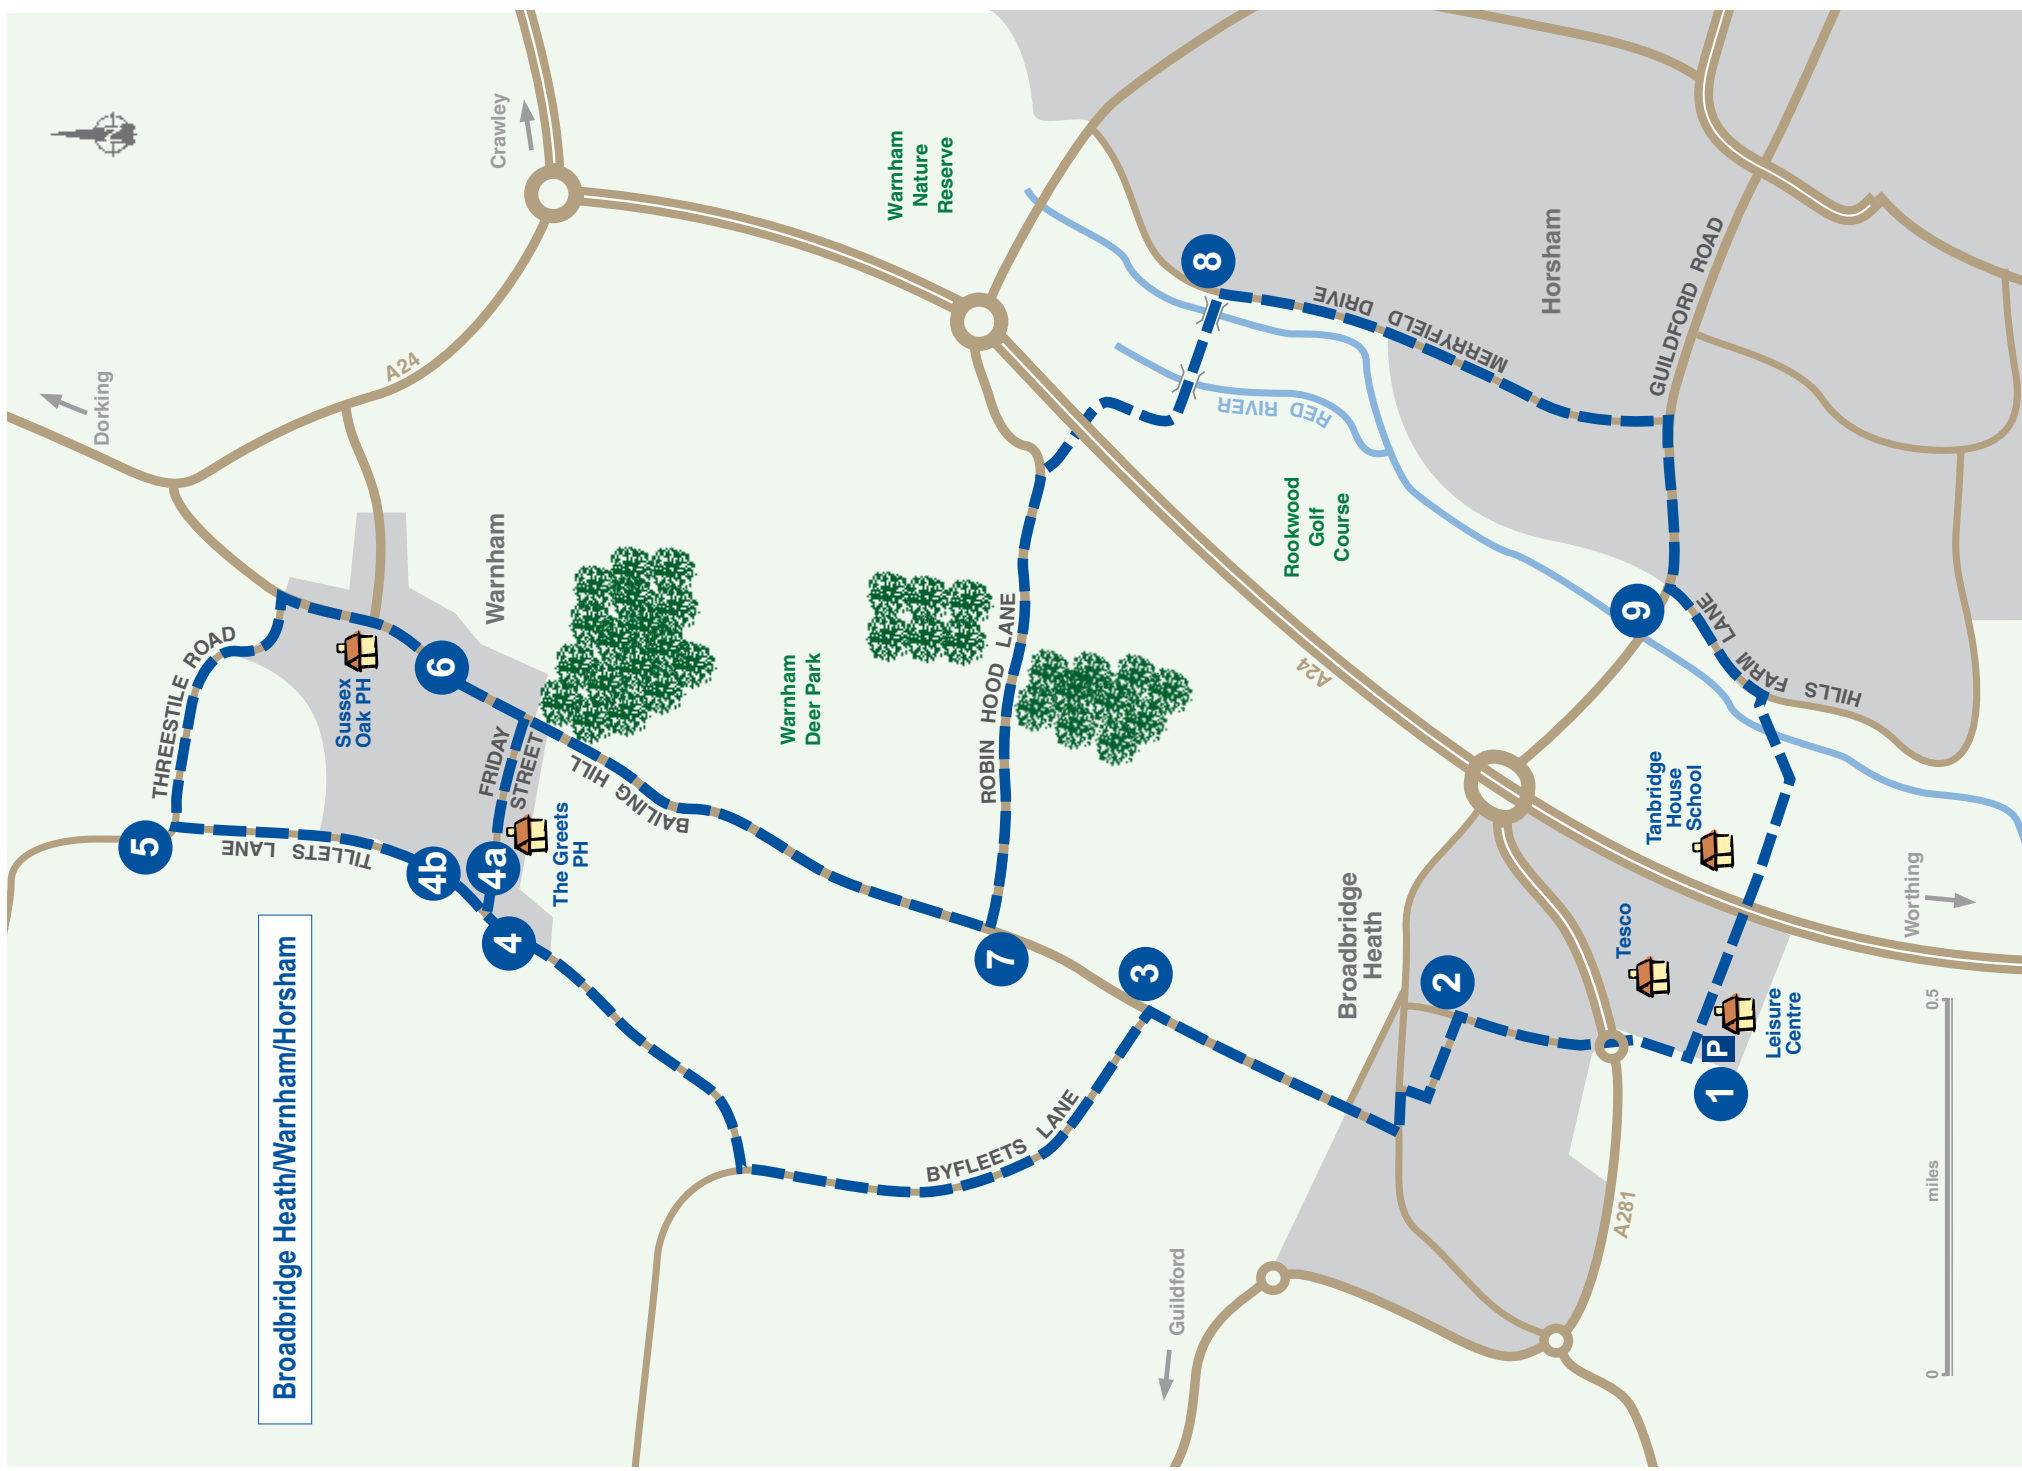 Broadbridge Heath/Warnham/Horsham
N
Dorking
A24
Crawley
THREESTILE ROAD
5
TILLETS LANE
Sussex
Oak PH
Warnham
6
FRIDAY
STREET
4b
4a
4
The Greets
PH
BAILING HILL
Warnham
Deer Park
Warnham
Nature
Reserve
ROBIN HOOD LANE
7
3
BYFLEETS LANE
8
RED RIVER
MERRYFIELD DRIVE
Horsham
GUILDFORD ROAD
Rookwood
Golf
Course
A24
9
HILLS FARM LANE
Broadbridge
Heath
2
Tanbridge
House
School
Tesco
Leisure
Centre
P
1
A281
Guildford
Worthing
0
miles
0.5